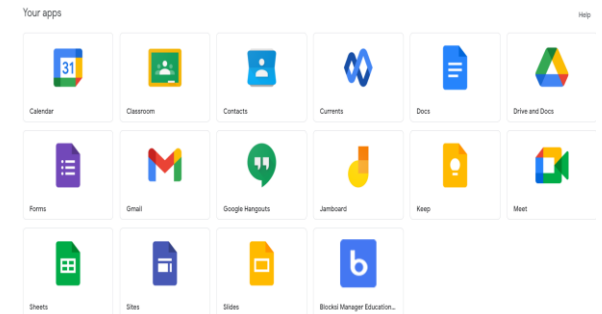 Your apps
Help
31
Calendar
Classroom
Contacts
Currents
Docs
Drive and Docs
Forms
Gmail
Google Hangouts
Jamboard
Keep
Meet
b
Sheets
Sites
Slides
Blocksi Manager Education...